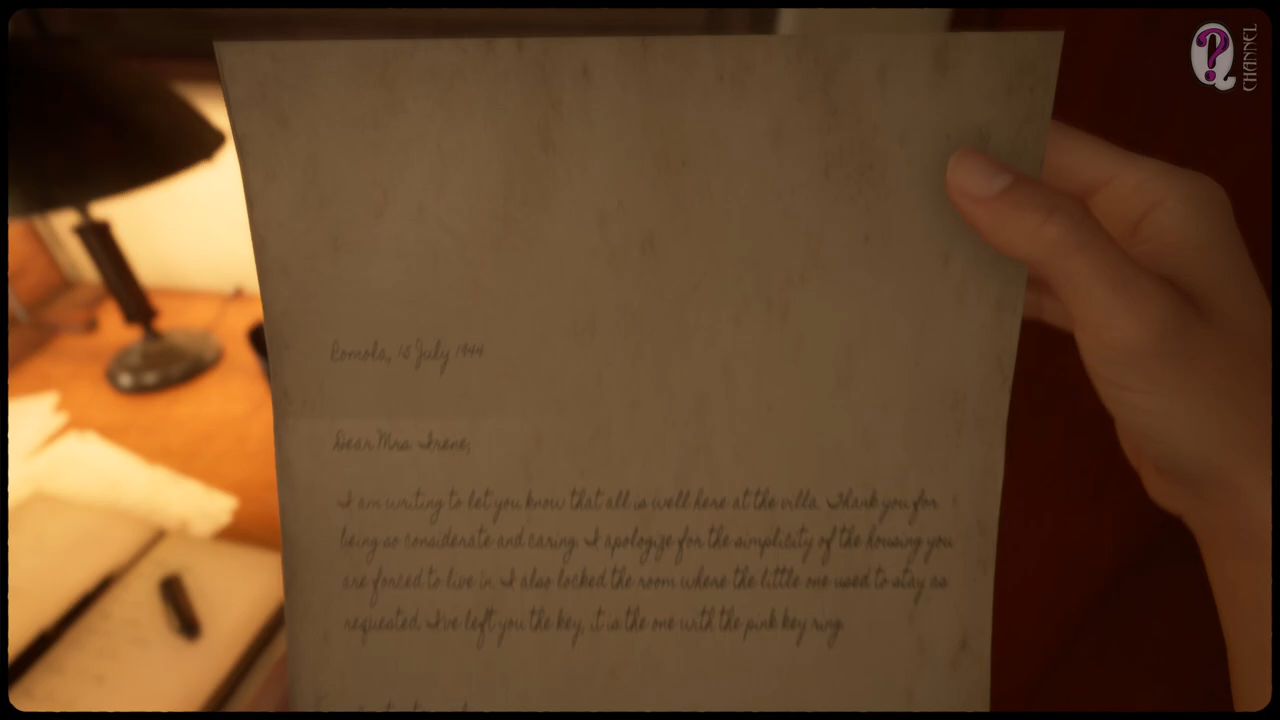 ? CHANNEL
Romola, 15 July 1944
Dear Mrs. Irene,
I am writing to let you know that all is well here at the villa. Thank you for
being so considerate and caring. I apologize for the simplicity of the housing you
are forced to live in. I also locked the room where the little one used to stay as
requested. I've left you the key, it is the one with the pink key ring.